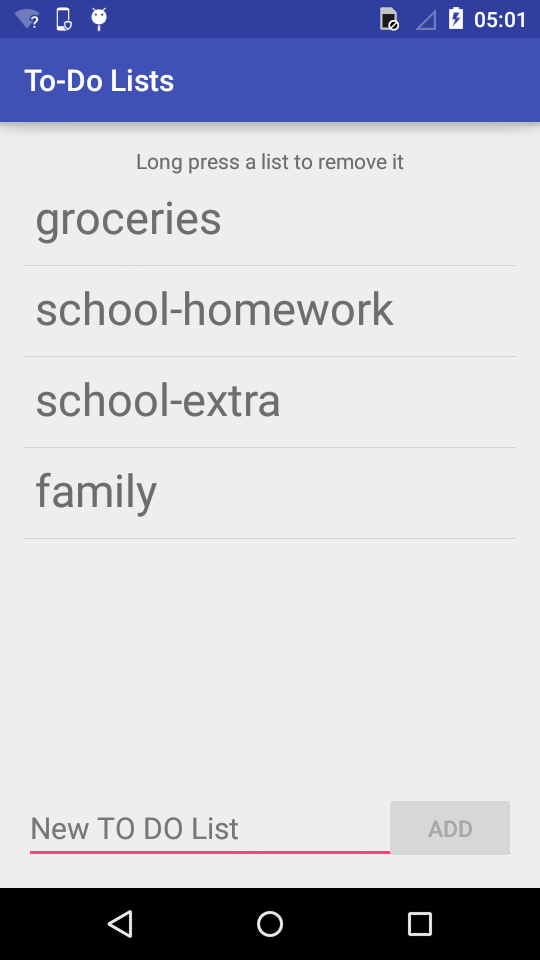 05:01
To-Do Lists
Long press a list to remove it
groceries
school-homework
school-extra
family
New TO DO List
ADD